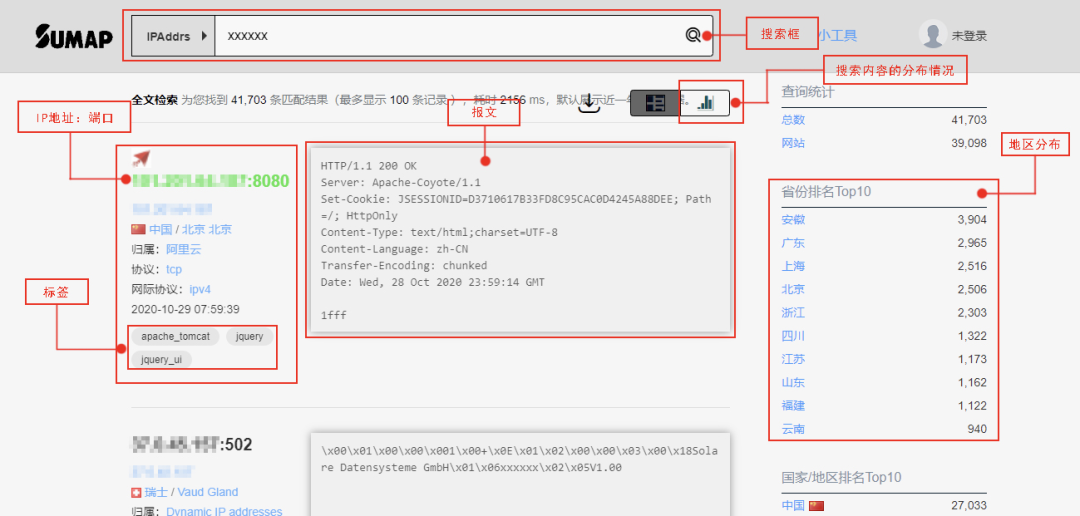 SUMAP
IPAddrs
xxxxxx
搜索框
小工具
未登录
搜索内容的分布情况
全文检索 为您找到 41,703 条匹配结果（最多显示 100 条记录），耗时 2156 ms，默认展示近一
报文
IP地址：端口
:8080
中国 / 北京 北京
归属：阿里云
协议：tcp
网际协议：ipv4
2020-10-29 07:59:39
标签
apache_tomcat
jquery
jquery_ui
HTTP/1.1 200 OK
Server: Apache-Coyote/1.1
Set-Cookie: JSESSIONID=D3710617B33FD8C95CAC0D4245A88DEE; Path
=/; HttpOnly
Content-Type: text/html;charset=UTF-8
Content-Language: zh-CN
Transfer-Encoding: chunked
Date: Wed, 28 Oct 2020 23:59:14 GMT
1fff
:502
瑞士 / Vaud Gland
归属：Dynamic IP addresses
\x00\x01\x00\x00\x001\x00+\x0E\x01\x02\x00\x00\x03\x00\x18Sola
re Datensysteme GmbH\x01\x06xxxxxx\x02\x05V1.00
查询统计
总数 41,703
网站 39,098
地区分布
省份排名Top10
安徽 3,904
广东 2,965
上海 2,516
北京 2,506
浙江 2,303
四川 1,322
江苏 1,173
山东 1,162
福建 1,122
云南 940
国家/地区排名Top10
中国 27,033